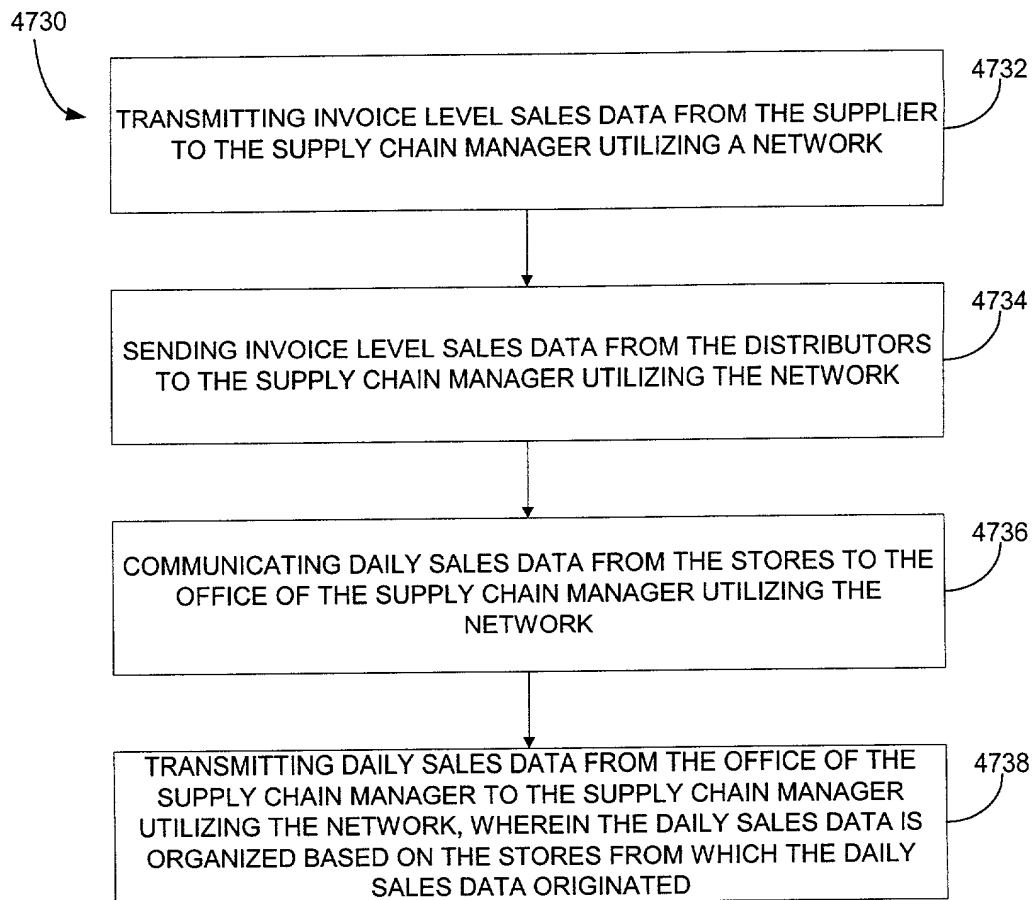 4730
4732
TRANSMITTING INVOICE LEVEL SALES DATA FROM THE SUPPLIER
TO THE SUPPLY CHAIN MANAGER UTILIZING A NETWORK
4734
SENDING INVOICE LEVEL SALES DATA FROM THE DISTRIBUTORS
TO THE SUPPLY CHAIN MANAGER UTILIZING THE NETWORK
4736
COMMUNICATING DAILY SALES DATA FROM THE STORES TO THE
OFFICE OF THE SUPPLY CHAIN MANAGER UTILIZING THE
NETWORK
4738
TRANSMITTING DAILY SALES DATA FROM THE OFFICE OF THE
SUPPLY CHAIN MANAGER TO THE SUPPLY CHAIN MANAGER
UTILIZING THE NETWORK, WHEREIN THE DAILY SALES DATA IS
ORGANIZED BASED ON THE STORES FROM WHICH THE DAILY
SALES DATA ORIGINATED